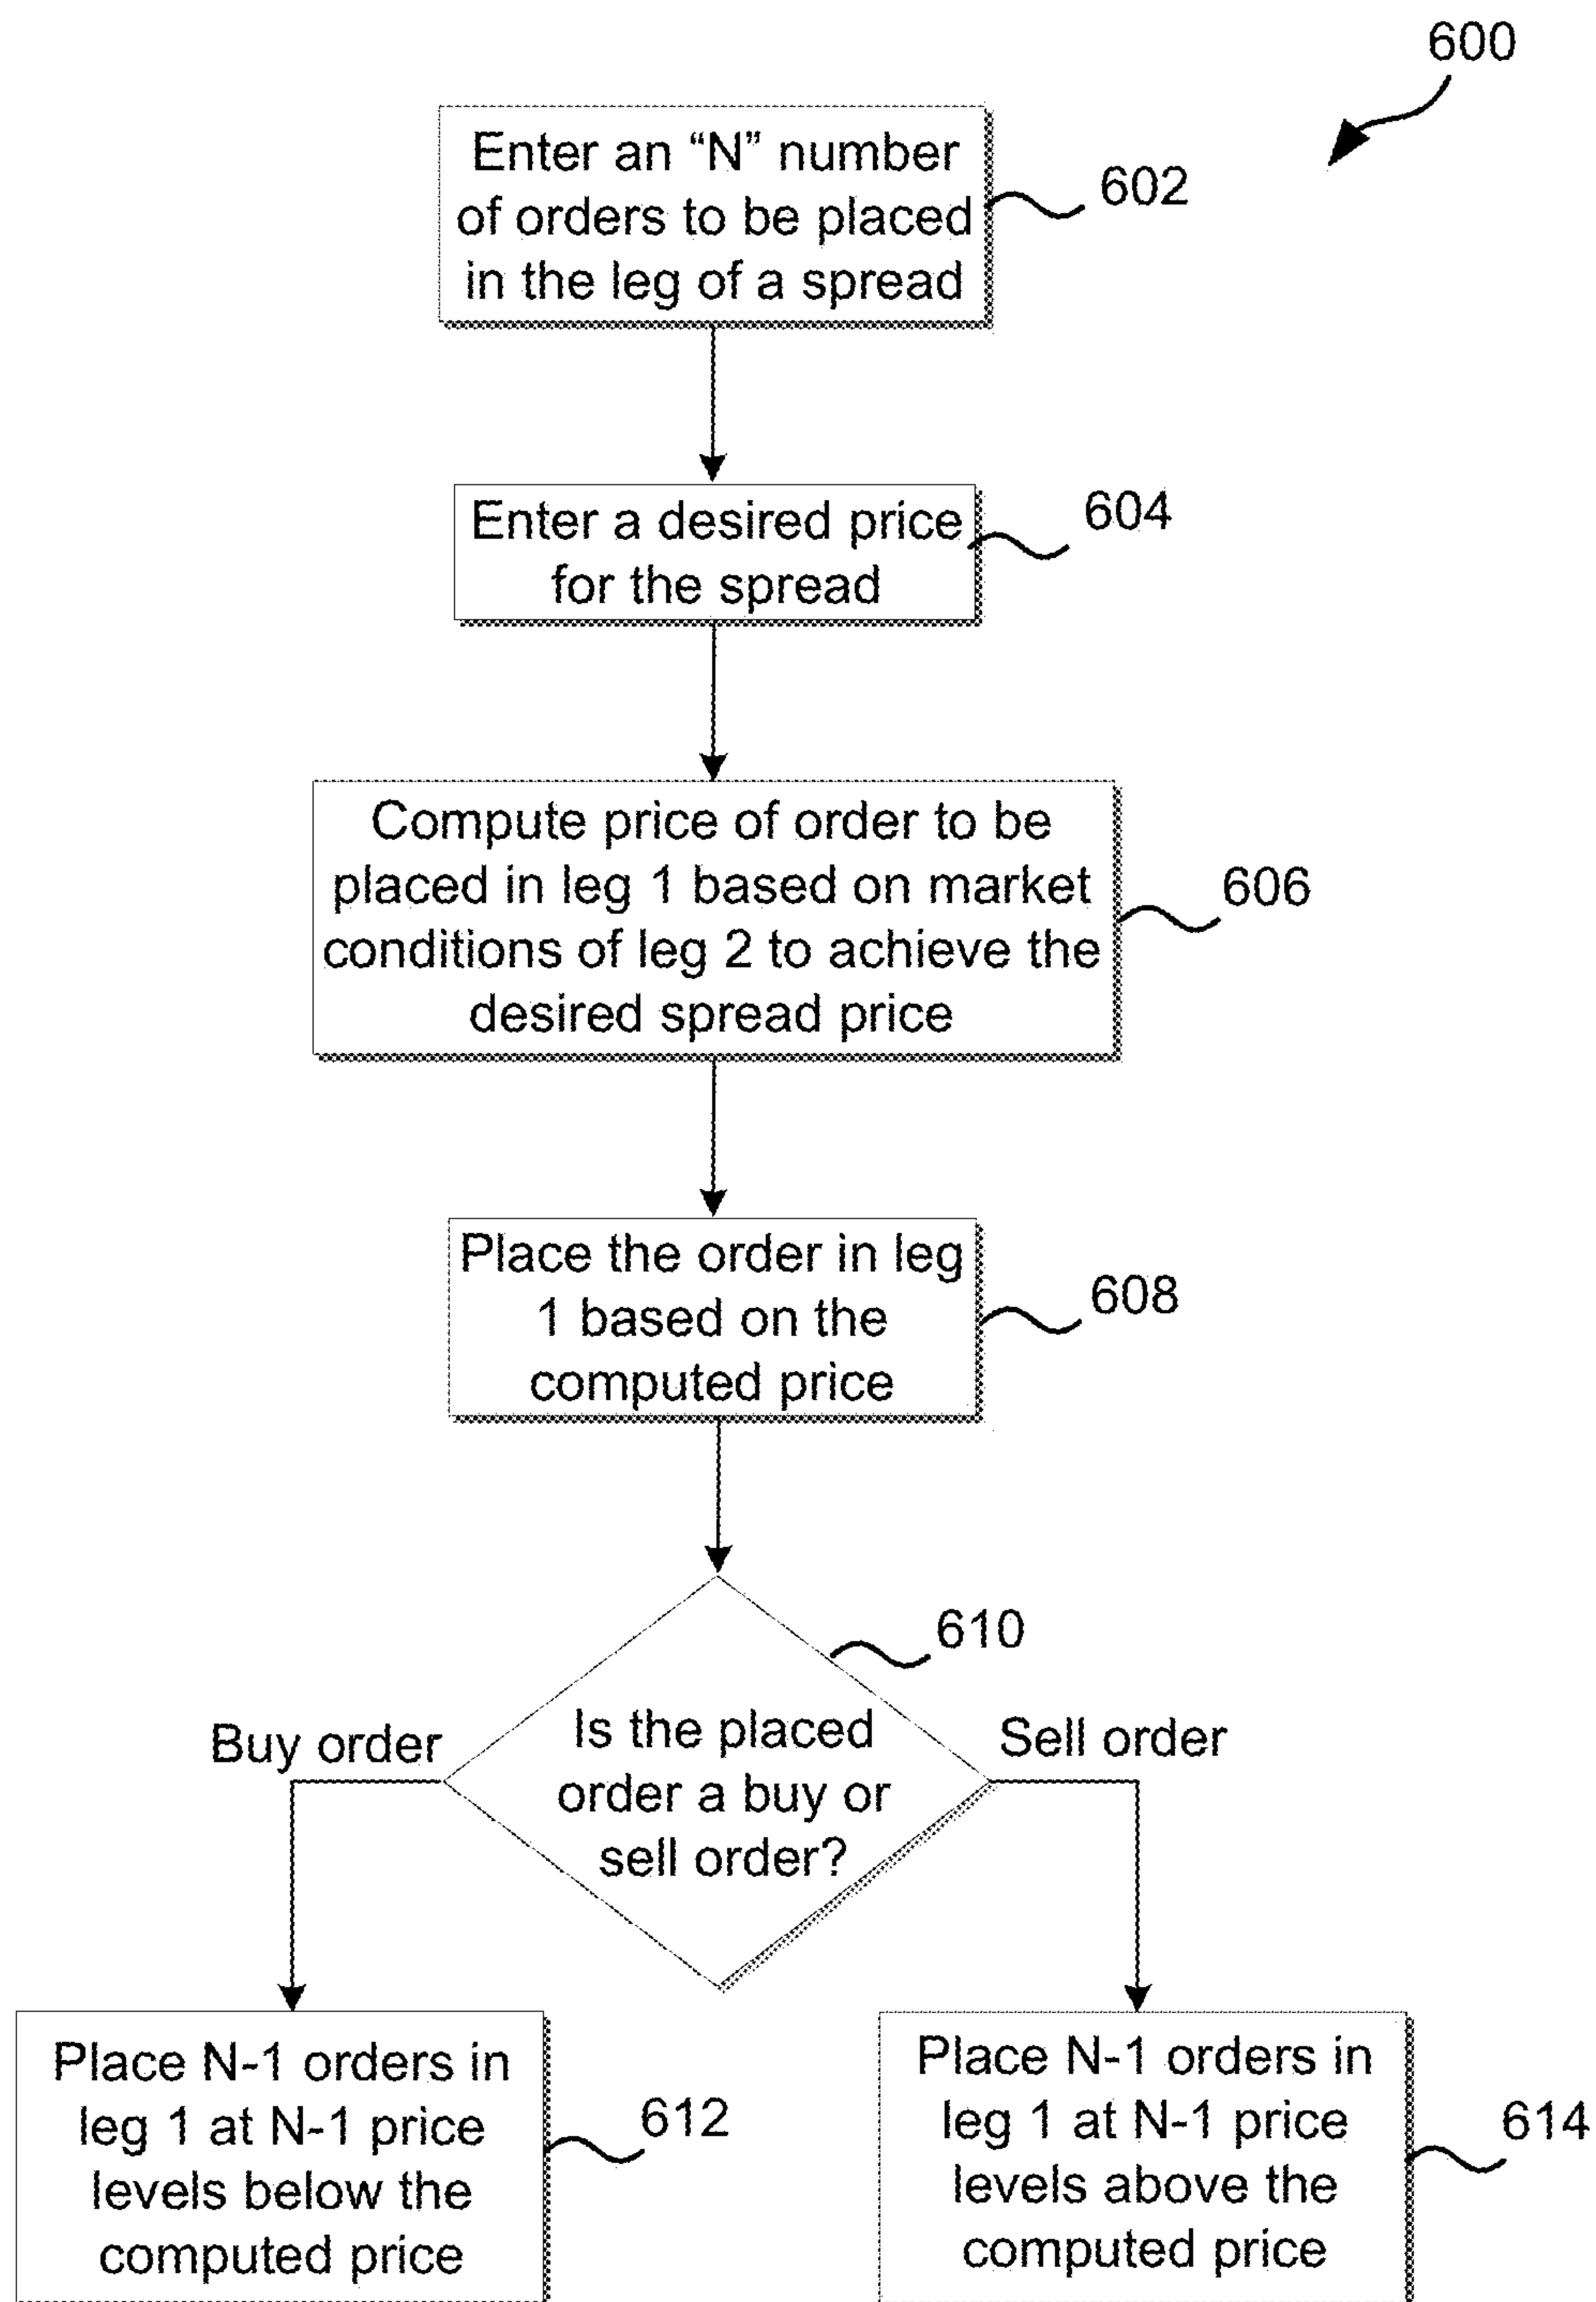 600
Enter an “N” number
of orders to be placed
in the leg of a spread
602
Enter a desired price
for the spread
604
Compute price of order to be
placed in leg 1 based on market
conditions of leg 2 to achieve the
desired spread price
606
Place the order in leg
1 based on the
computed price
608
610
Is the placed
order a buy or
sell order?
Buy order
Sell order
Place N-1 orders in
leg 1 at N-1 price
levels below the
computed price
612
Place N-1 orders in
leg 1 at N-1 price
levels above the
computed price
614